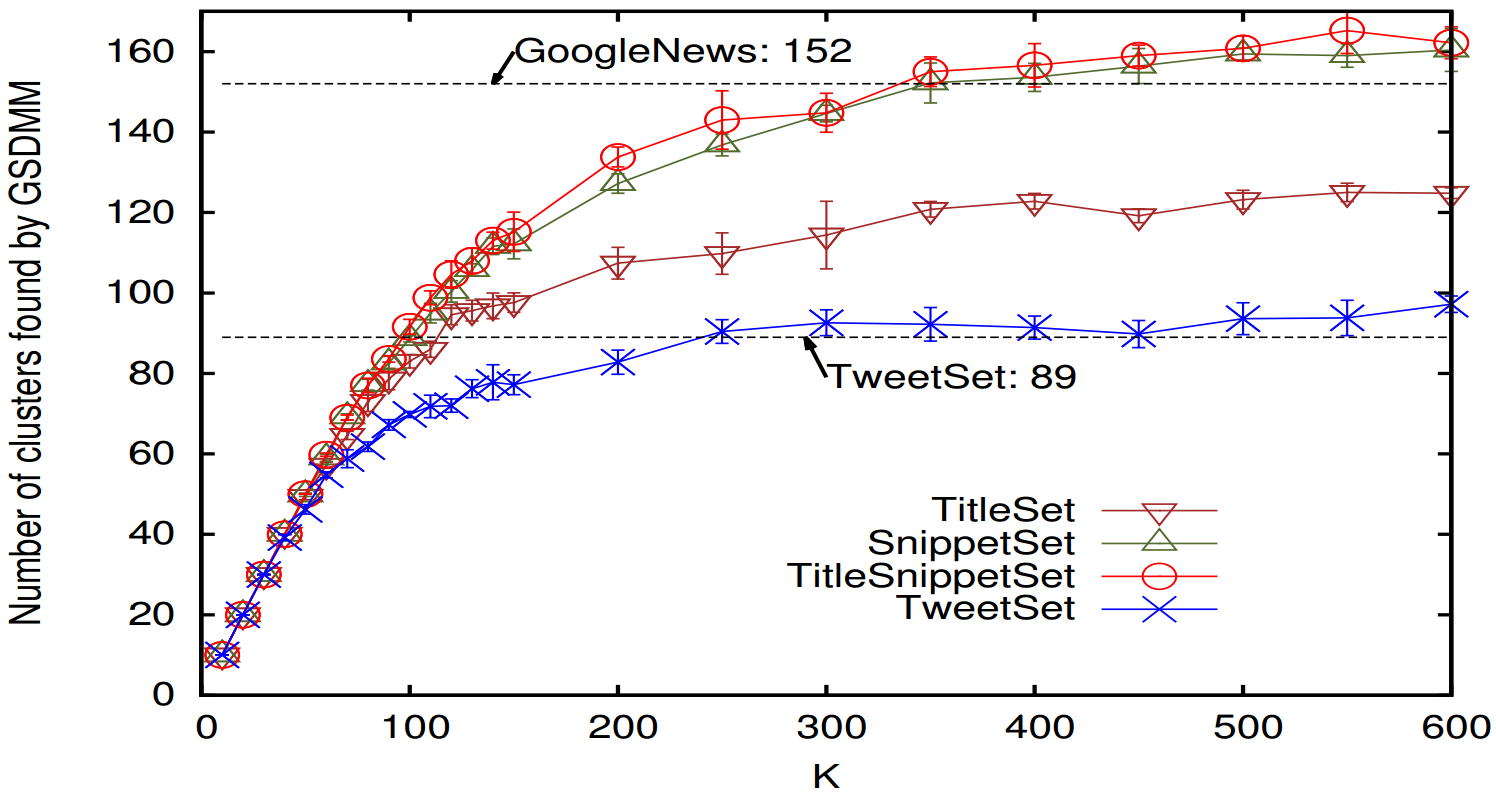 Number of clusters found by GSDMM
160
140
120
100
80
60
40
20
0
GoogleNews: 152
TweetSet: 89
TitleSet
SnippetSet
TitleSnippetSet
TweetSet
0 100 200 300 400 500 600
K